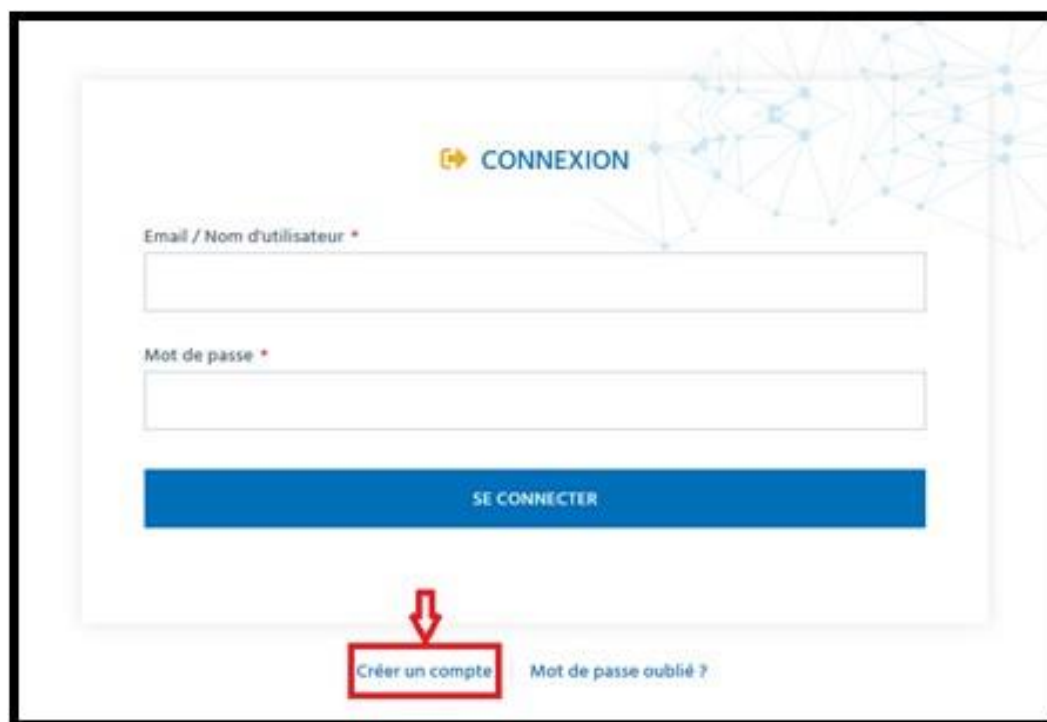 CONNEXION
Email / Nom d'utilisateur *
Mot de passe *
SE CONNECTER
Créer un compte Mot de passe oublié ?